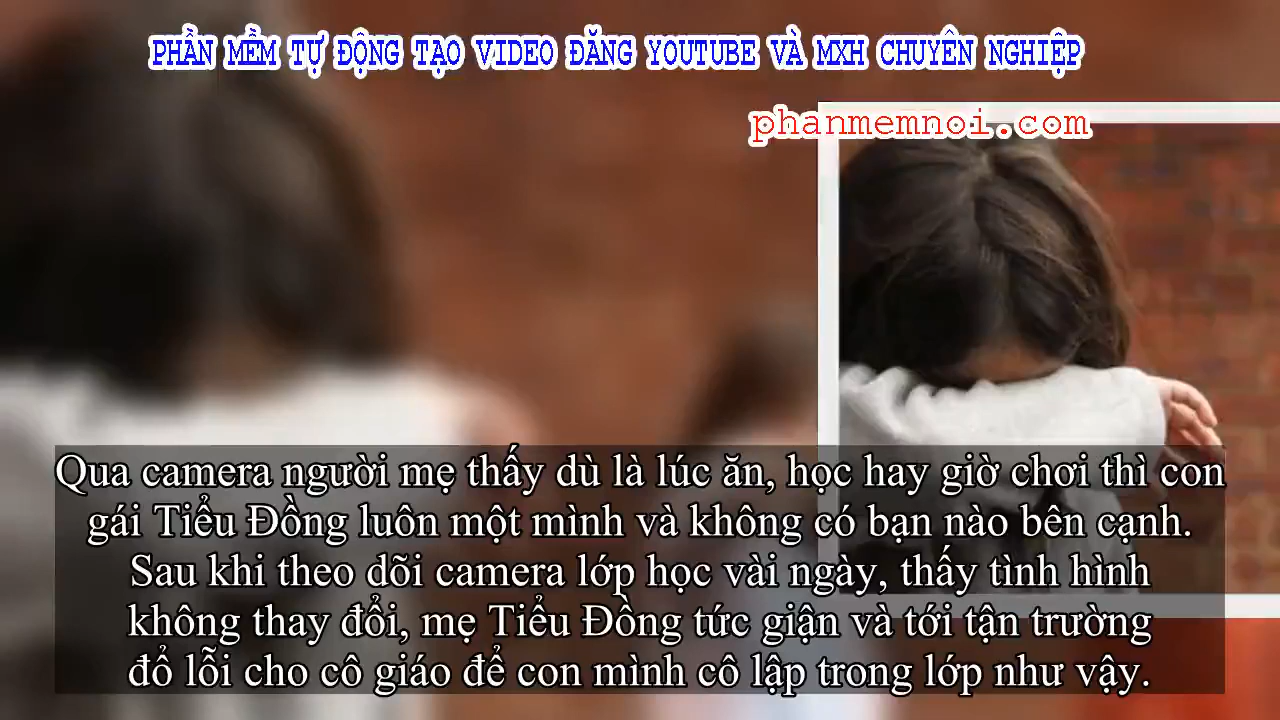 PHẦN MỀM TỰ ĐỘNG TẠO VIDEO ĐĂNG YOUTUBE VÀ MXH CHUYÊN NGHIỆP
phanmemnoi.com
Qua camera người mẹ thấy dù là lúc ăn, học hay giờ chơi thì con
gái Tiểu Đồng luôn một mình và không có bạn nào bên cạnh.
Sau khi theo dõi camera lớp học vài ngày, thấy tình hình
không thay đổi, mẹ Tiểu Đồng tức giận và tới tận trường
đổ lỗi cho cô giáo để con mình cô lập trong lớp như vậy.